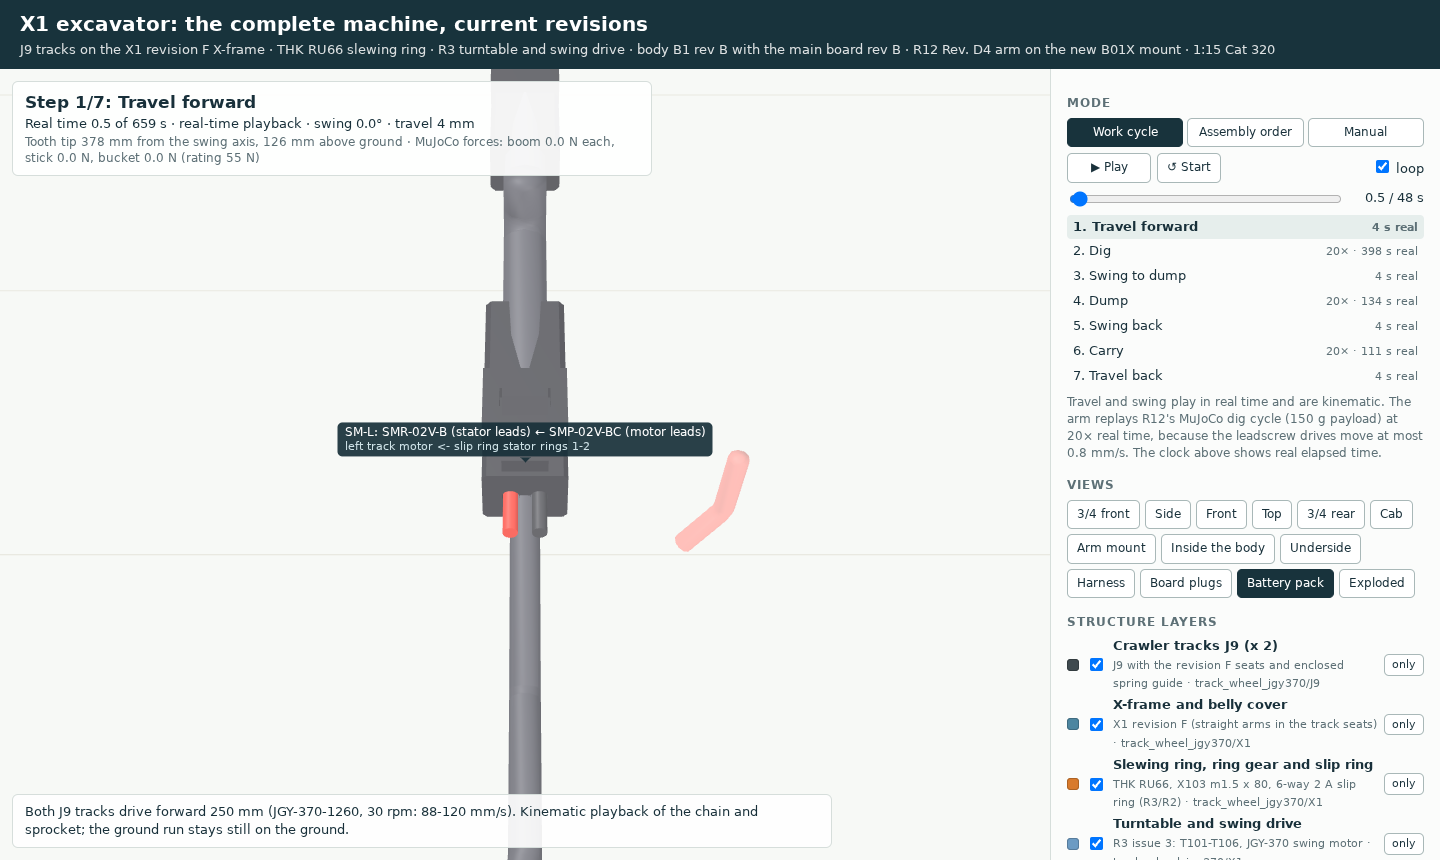 X1 excavator: the complete machine, current revisions
J9 tracks on the X1 revision F X-frame · THK RU66 slewing ring · R3 turntable and swing drive · body B1 rev B with the main board rev B · R12 Rev. D4 arm on the new B01X mount · 1:15 Cat 320
Step 1/7: Travel forward
Real time 0.5 of 659 s · real-time playback · swing 0.0° · travel 4 mm
Tooth tip 378 mm from the swing axis, 126 mm above ground · MuJoCo forces: boom 0.0 N each,
stick 0.0 N, bucket 0.0 N (rating 55 N)
SM-L: SMR-02V-B (stator leads) ← SMP-02V-BC (motor leads)
left track motor <- slip ring stator rings 1-2
Both J9 tracks drive forward 250 mm (JGY-370-1260, 30 rpm: 88-120 mm/s). Kinematic playback of the chain and
sprocket; the ground run stays still on the ground.
MODE
Work cycle
Assembly order
Manual
▶ Play
↺ Start
loop
0.5 / 48 s
1. Travel forward 4 s real
2. Dig 20× · 398 s real
3. Swing to dump 4 s real
4. Dump 20× · 134 s real
5. Swing back 4 s real
6. Carry 20× · 111 s real
7. Travel back 4 s real
Travel and swing play in real time and are kinematic. The
arm replays R12's MuJoCo dig cycle (150 g payload) at
20× real time, because the leadscrew drives move at most
0.8 mm/s. The clock above shows real elapsed time.
VIEWS
3/4 front
Side
Front
Top
3/4 rear
Cab
Arm mount
Inside the body
Underside
Harness
Board plugs
Battery pack
Exploded
STRUCTURE LAYERS
Crawler tracks J9 (x 2)
J9 with the revision F seats and enclosed
spring guide · track_wheel_jgy370/J9
only
X-frame and belly cover
X1 revision F (straight arms in the track seats)
· track_wheel_jgy370/X1
only
Slewing ring, ring gear and slip ring
THK RU66, X103 m1.5 x 80, 6-way 2 A slip
ring (R3/R2) · track_wheel_jgy370/X1
only
Turntable and swing drive
R3 issue 3: T101-T106, JGY-370 swing motor ·
only